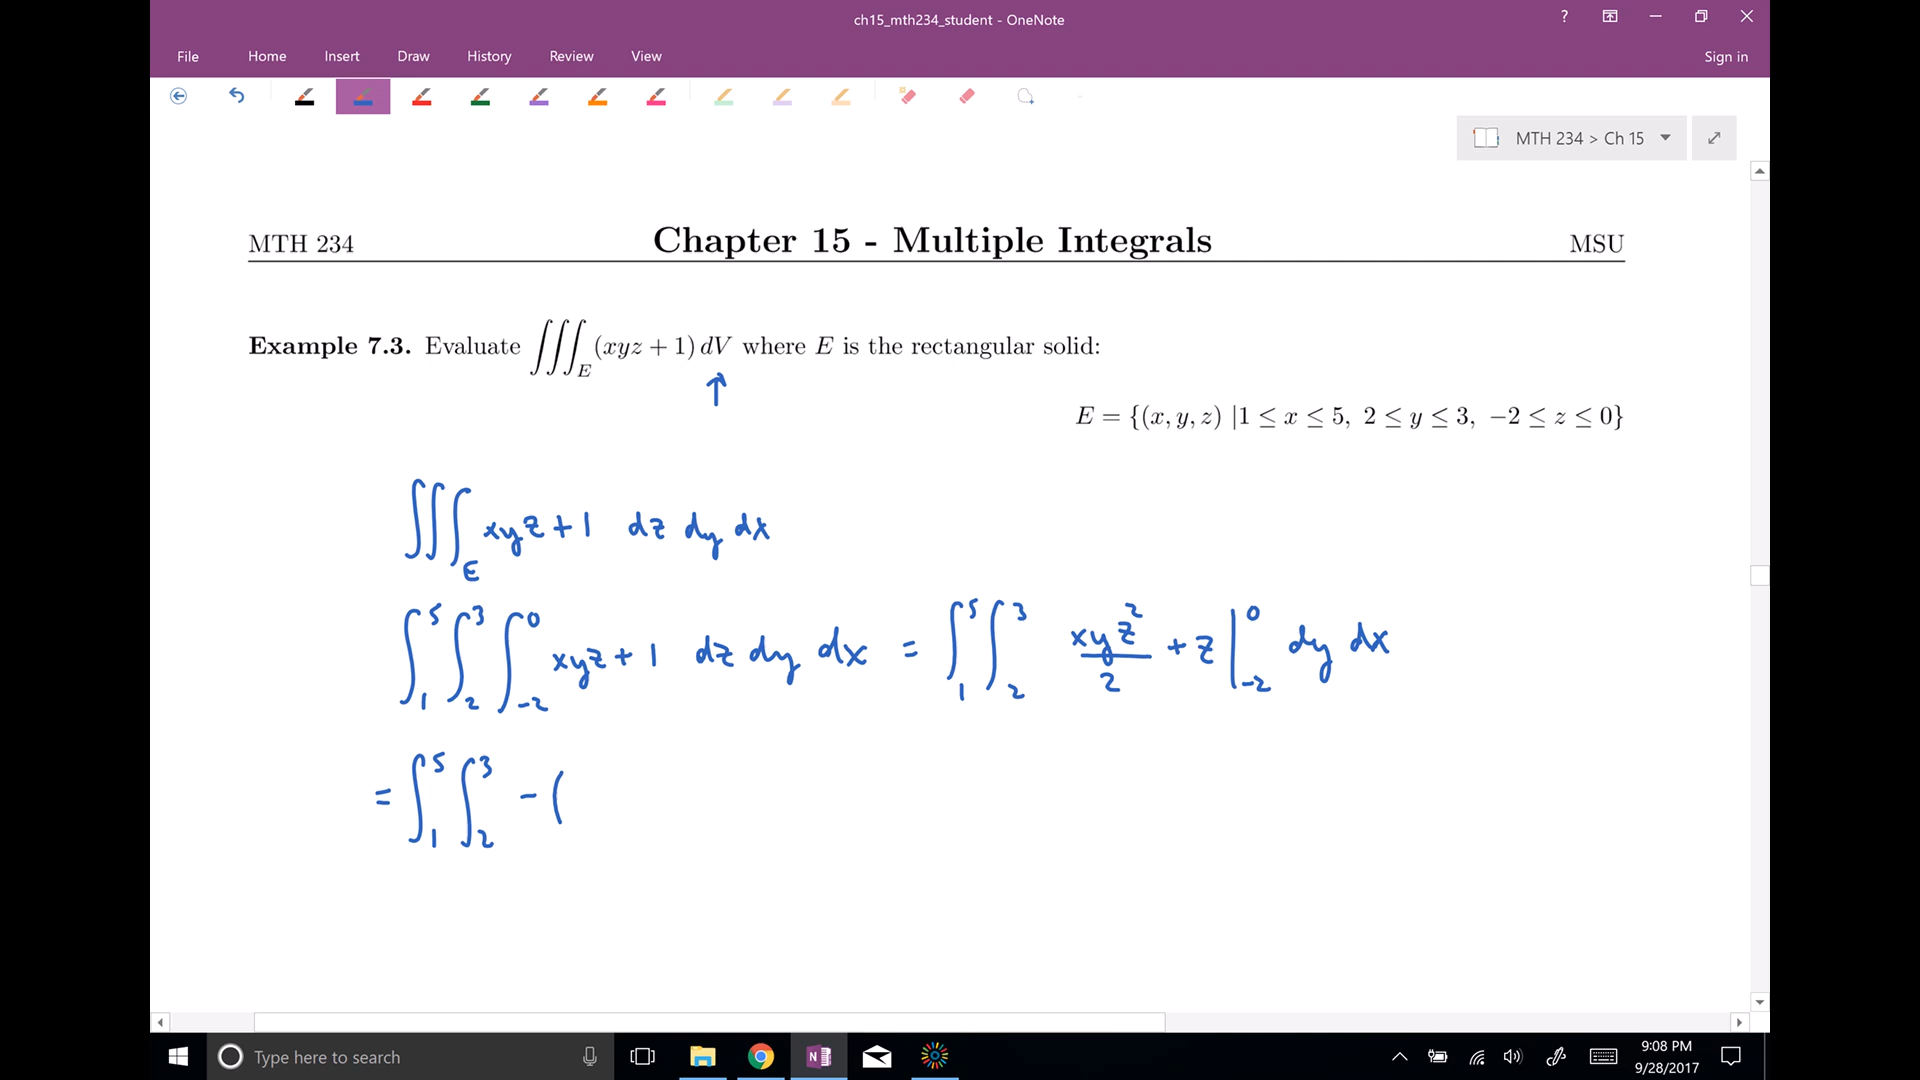 ch15_mth234_student - OneNote
?
File Home Insert Draw History Review View Sign in
MTH 234 > Ch 15
MTH 234 Chapter 15 - Multiple Integrals MSU
Example 7.3. Evaluate ∭_E (xyz + 1) dV where E is the rectangular solid:
↑
E = {(x, y, z) | 1 ≤ x ≤ 5, 2 ≤ y ≤ 3, −2 ≤ z ≤ 0}
∭_E xyz + 1 dz dy dx
∫_1^5 ∫_2^3 ∫_{-2}^0 xyz + 1 dz dy dx = ∫_1^5 ∫_2^3 xyz^2/2 + z |_{-2}^0 dy dx
= ∫_1^5 ∫_2^3 - (
Type here to search
N
9:08 PM
9/28/2017